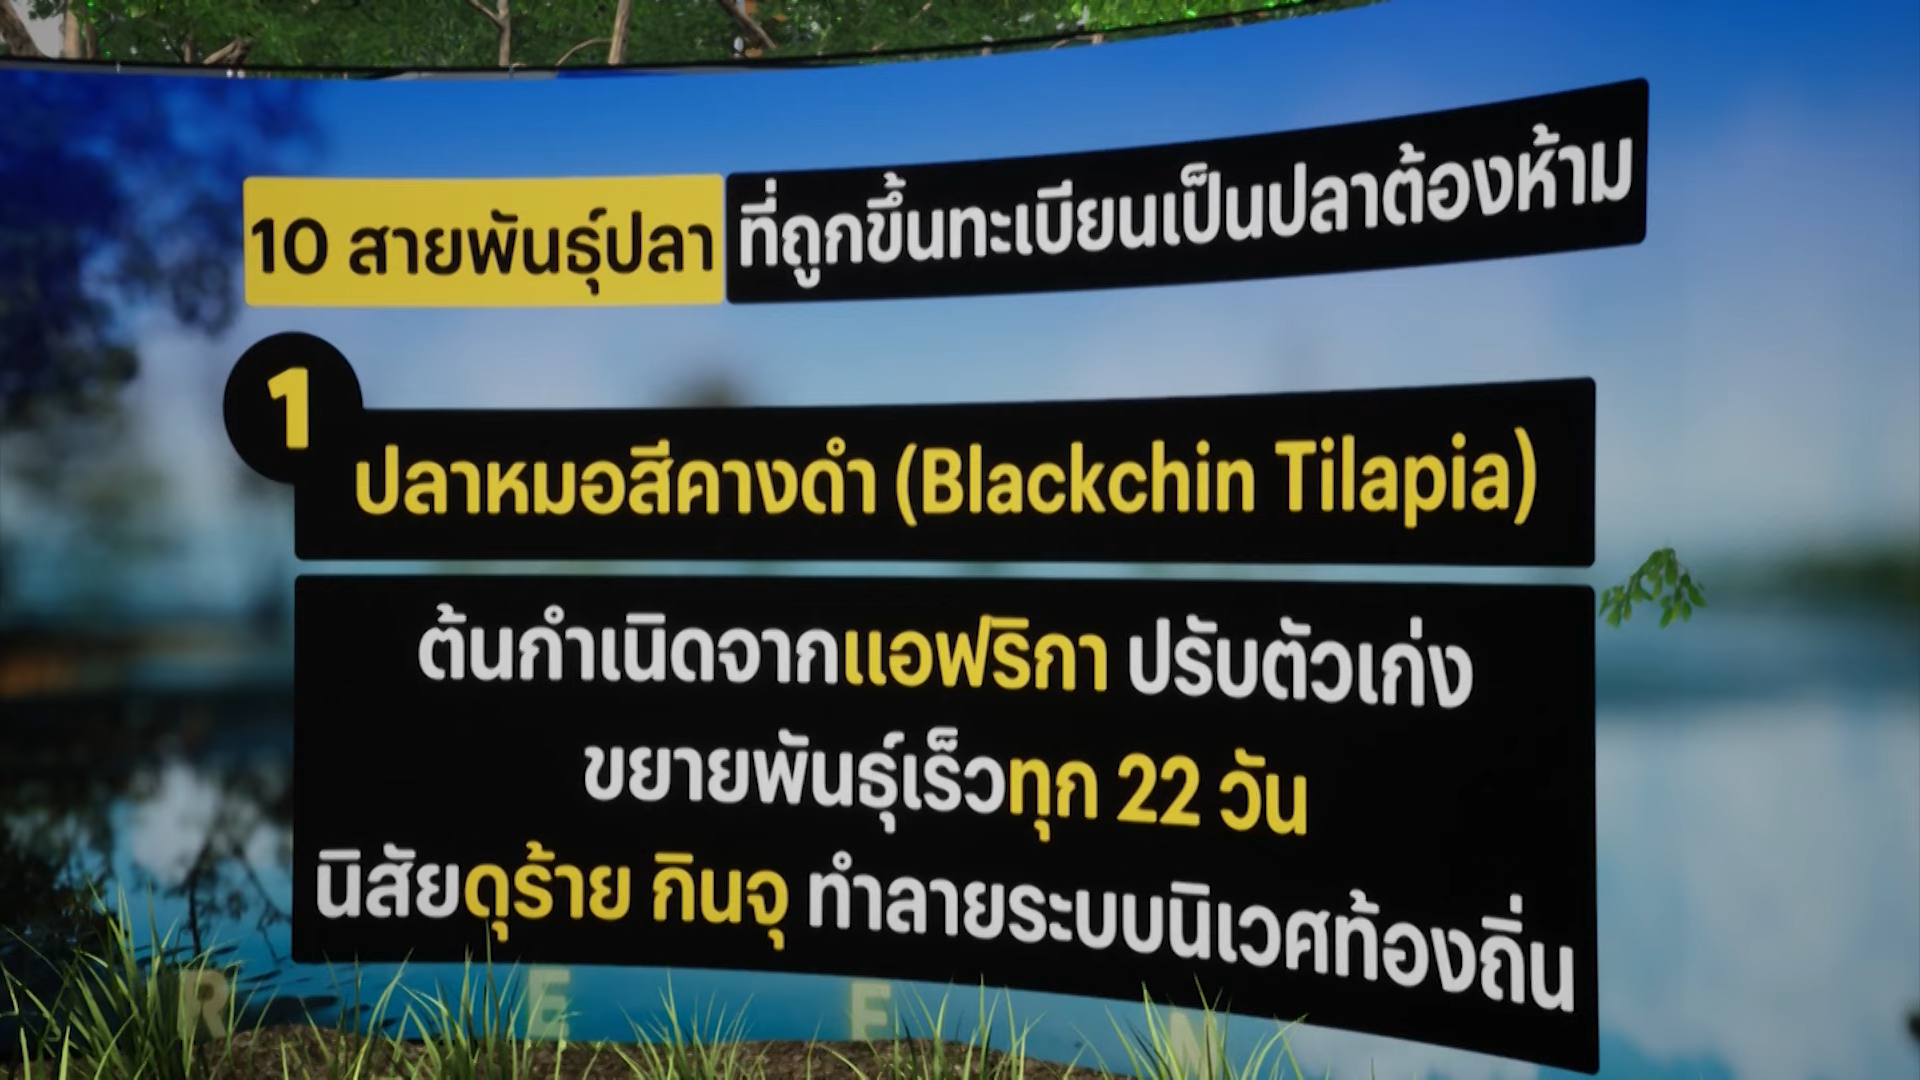 10 สายพันธุ์ปลา ที่ถูกขึ้นทะเบียนเป็นปลาต้องห้าม
1
ปลาหมอสีคางดำ (Blackchin Tilapia)
ต้นกำเนิดจากแอฟริกา ปรับตัวเก่ง
ขยายพันธุ์เร็วทุก 22 วัน
นิสัยดุร้าย กินจุ ทำลายระบบนิเวศท้องถิ่น
R E E N